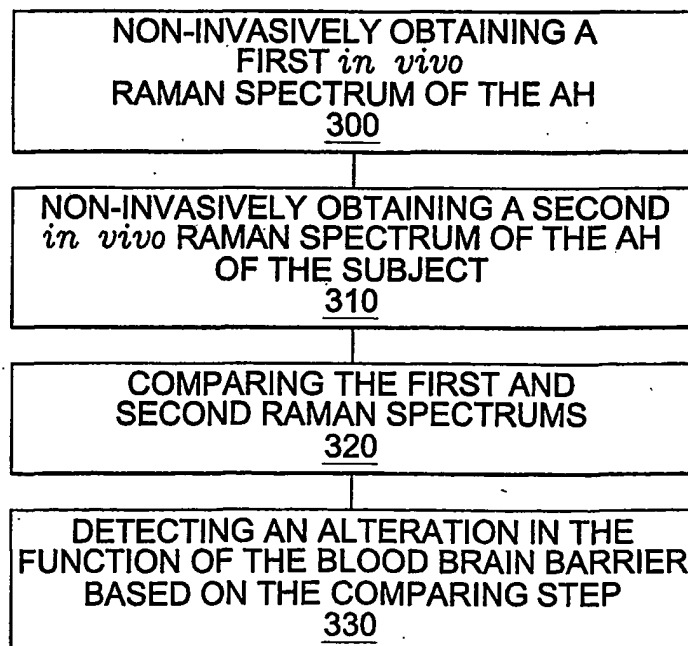 NON-INVASIVELY OBTAINING A
FIRST in vivo
RAMAN SPECTRUM OF THE AH
300
NON-INVASIVELY OBTAINING A SECOND
in vivo RAMAN SPECTRUM OF THE AH
OF THE SUBJECT
310
COMPARING THE FIRST AND
SECOND RAMAN SPECTRUMS
320
DETECTING AN ALTERATION IN THE
FUNCTION OF THE BLOOD BRAIN BARRIER
BASED ON THE COMPARING STEP
330